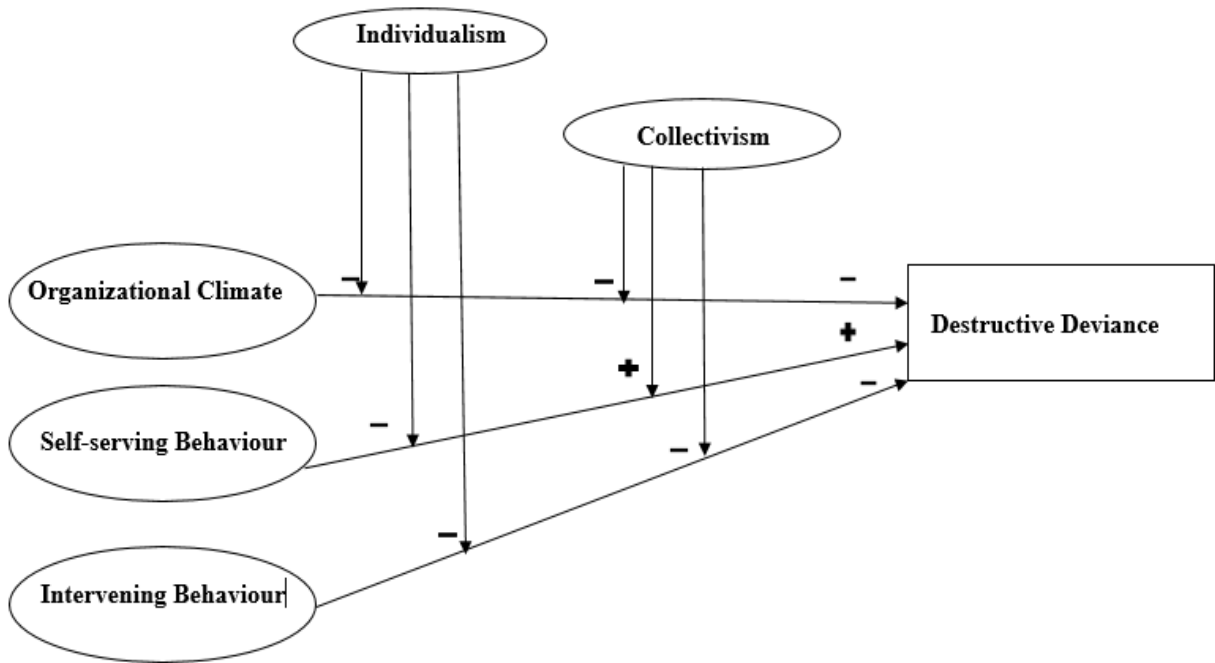 Individualism
Collectivism
−
−
−
Organizational Climate
+
Destructive Deviance
+
−
−
Self-serving Behaviour
−
−
Intervening Behaviour